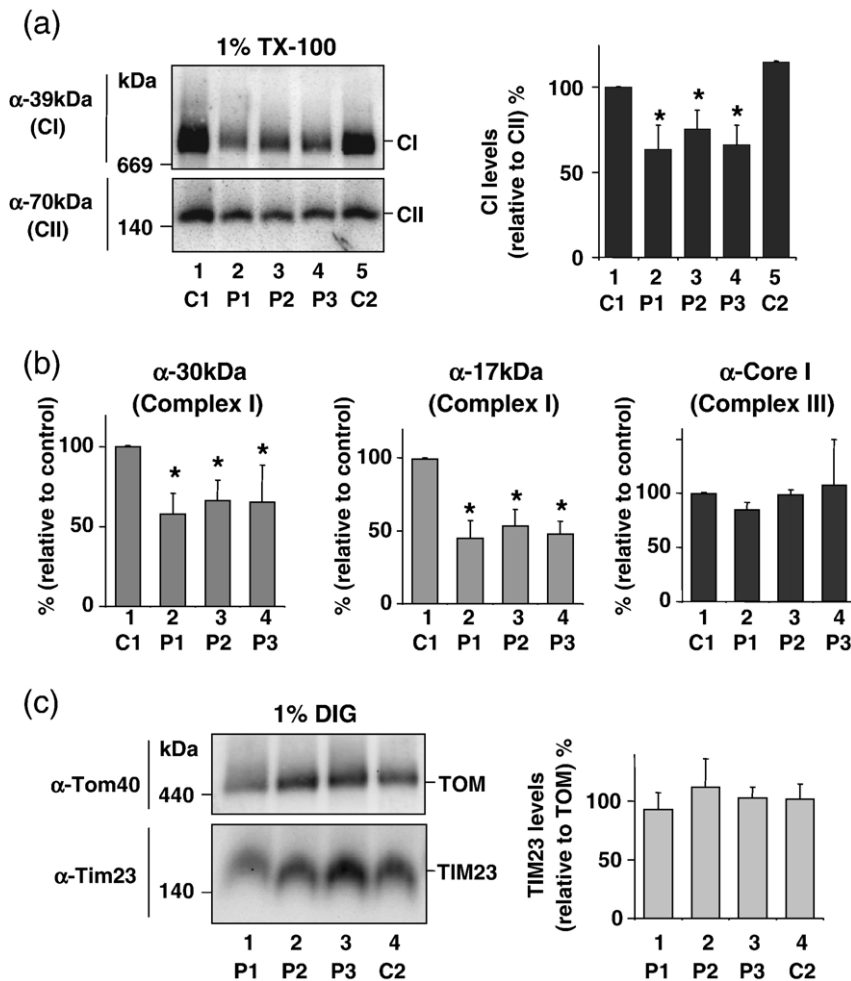 (a)
1% TX-100
α-39kDa
(CI)
kDa
669
CI
α-70kDa
(CII)
140
CII
1 2 3 4 5
C1 P1 P2 P3 C2
CI levels
(relative to CII) %
100
50
0
* * *
1 2 3 4 5
C1 P1 P2 P3 C2
(b)
α-30kDa
(Complex I)
% (relative to control)
100
50
0
* * *
1 2 3 4
C1 P1 P2 P3
α-17kDa
(Complex I)
% (relative to control)
100
50
0
* * *
1 2 3 4
C1 P1 P2 P3
α-Core I
(Complex III)
% (relative to control)
100
50
0
1 2 3 4
C1 P1 P2 P3
(c)
1% DIG
kDa
α-Tom40
440
TOM
α-Tim23
140
TIM23
1 2 3 4
P1 P2 P3 C2
TIM23 levels
(relative to TOM) %
100
50
0
1 2 3 4
P1 P2 P3 C2